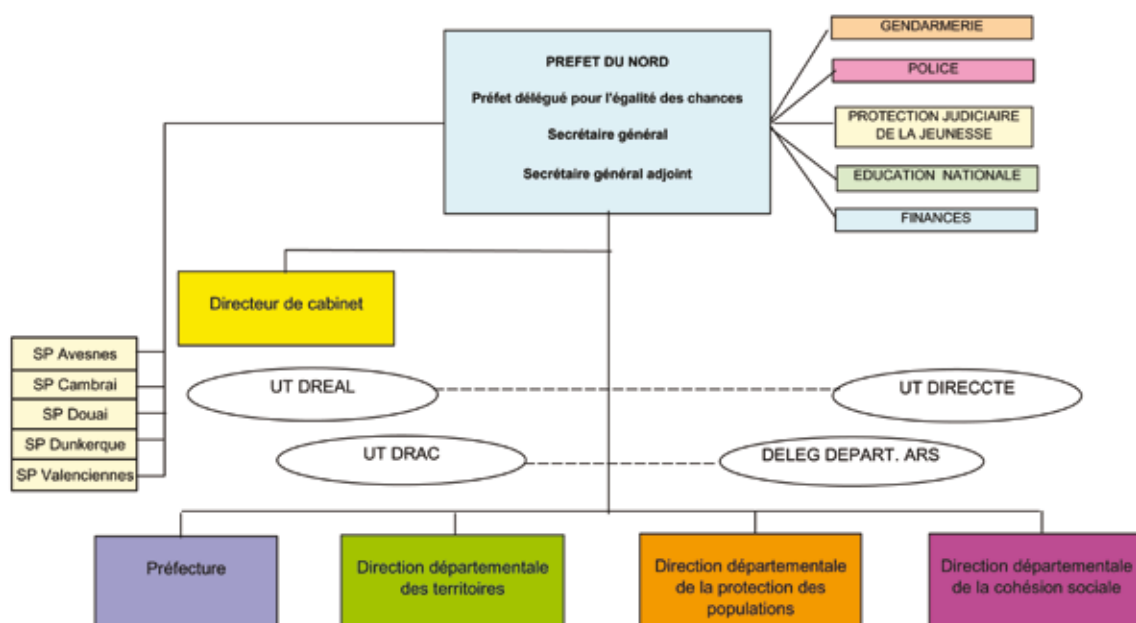 PREFET DU NORD
Préfet délégué pour l'égalité des chances
Secrétaire général
Secrétaire général adjoint
GENDARMERIE
POLICE
PROTECTION JUDICIAIRE
DE LA JEUNESSE
EDUCATION NATIONALE
FINANCES
Directeur de cabinet
SP Avesnes
SP Cambrai
SP Douai
SP Dunkerque
SP Valenciennes
UT DREAL
UT DIRECCTE
UT DRAC
DELEG DEPART. ARS
Préfecture
Direction départementale
des territoires
Direction départementale
de la protection des
populations
Direction départementale
de la cohésion sociale